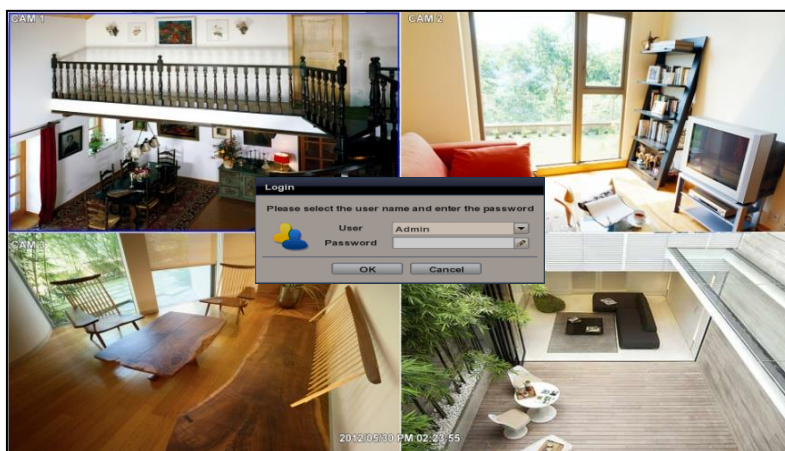 CAM 1
CAM 2
Login
Please select the user name and enter the password
User
Admin
Password
OK
Cancel
CAM 3
2012/05/30 PM 02:23:55